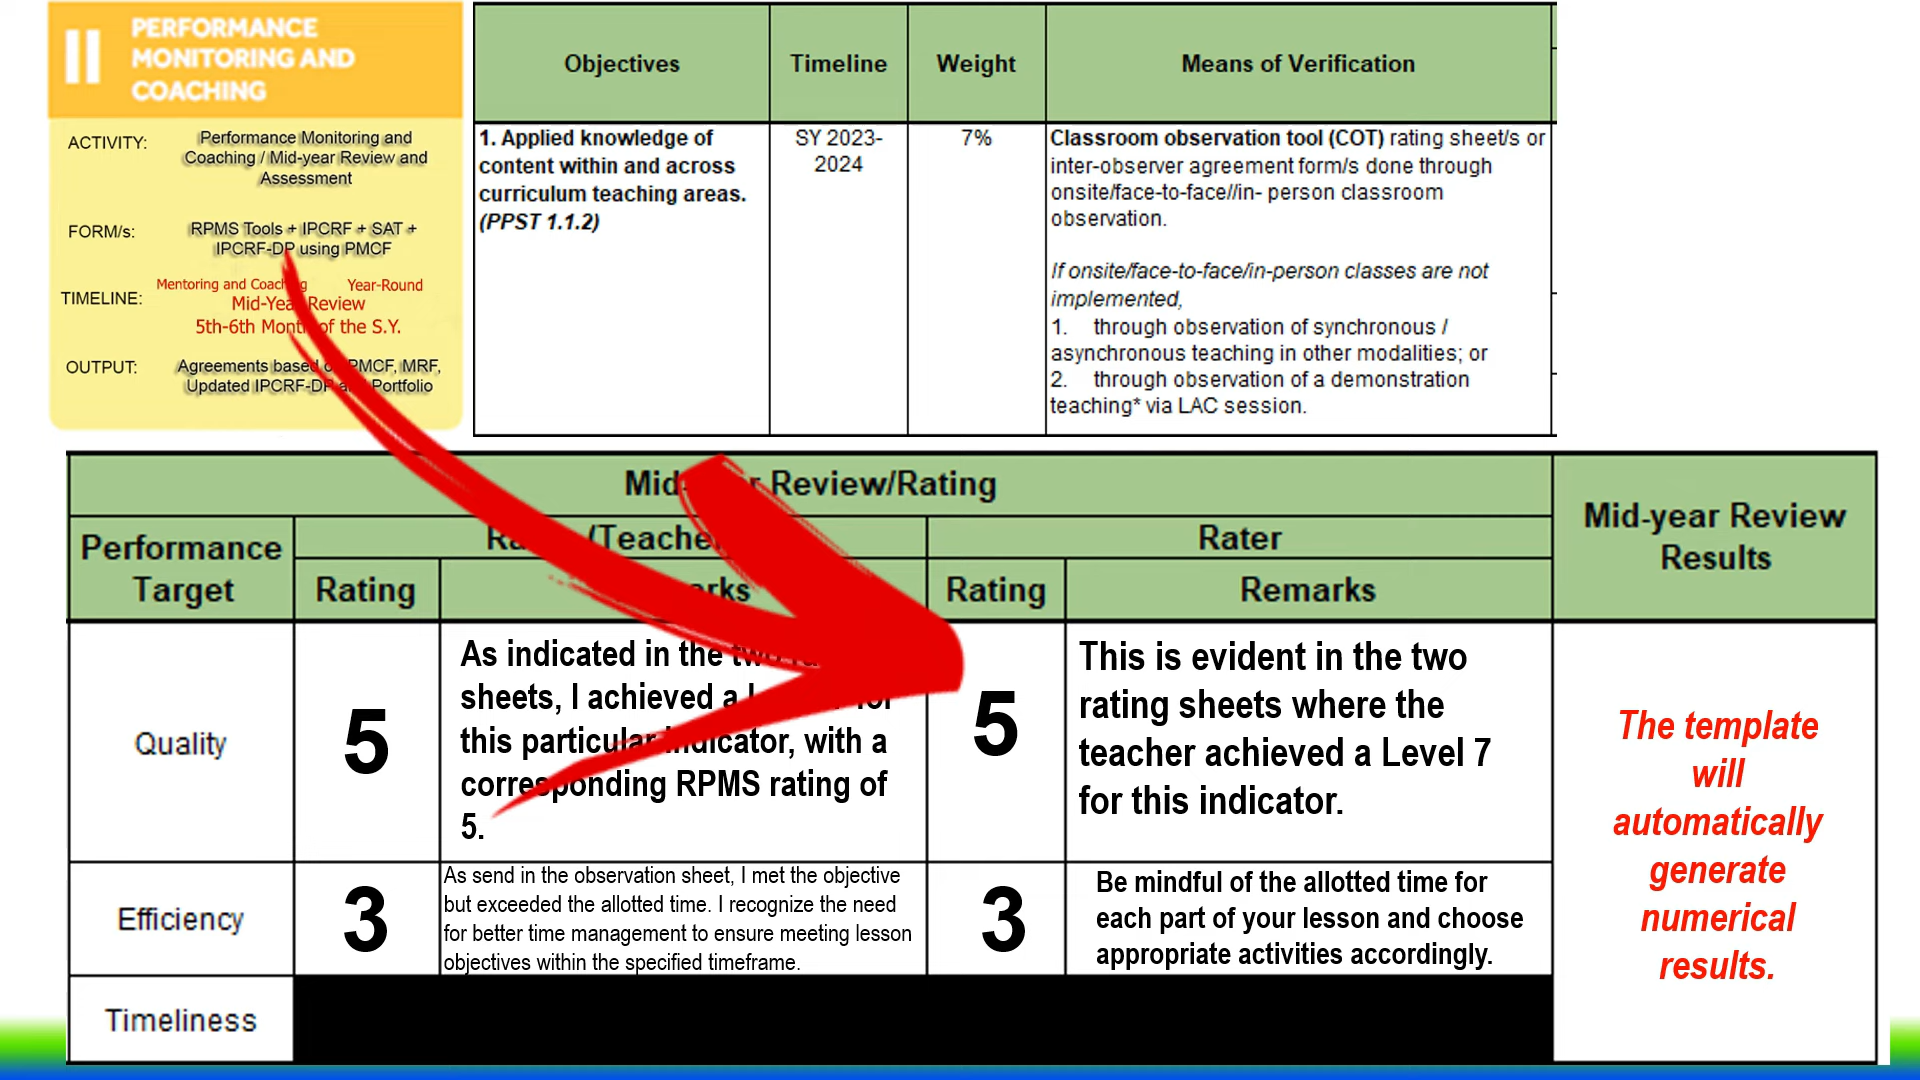 II
PERFORMANCE
MONITORING AND
COACHING
ACTIVITY:
Performance Monitoring and
Coaching / Mid-year Review and
Assessment
FORM/s:
RPMS Tools + IPCRF + SAT +
IPCRF-DP using PMCF
TIMELINE:
Mentoring and Coaching Year-Round
Mid-Year Review
5th-6th Month of the S.Y.
OUTPUT:
Agreements based on PMCF, MRF,
Updated IPCRF-DP and Portfolio
Objectives
Timeline
Weight
Means of Verification
1. Applied knowledge of
content within and across
curriculum teaching areas.
(PPST 1.1.2)
SY 2023-
2024
7%
Classroom observation tool (COT) rating sheet/s or
inter-observer agreement form/s done through
onsite/face-to-face//in- person classroom
observation.
If onsite/face-to-face/in-person classes are not
implemented,
1. through observation of synchronous /
asynchronous teaching in other modalities; or
2. through observation of a demonstration
teaching* via LAC session.
Mid-year Review/Rating
Mid-year Review
Results
Performance
Target
(Teacher
Rater
Rating
Rating
Remarks
Quality
5
As indicated in the two
sheets, I achieved a for
this particular indicator, with a
corresponding RPMS rating of
5.
5
This is evident in the two
rating sheets where the
teacher achieved a Level 7
for this indicator.
The template
will
automatically
generate
numerical
results.
Efficiency
3
As send in the observation sheet, I met the objective
but exceeded the allotted time. I recognize the need
for better time management to ensure meeting lesson
objectives within the specified timeframe.
3
Be mindful of the allotted time for
each part of your lesson and choose
appropriate activities accordingly.
Timeliness